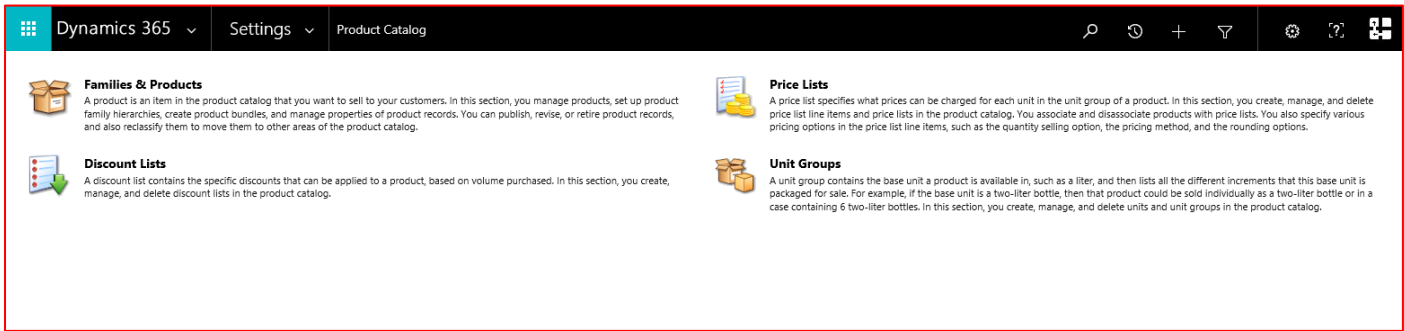 Dynamics 365 Settings Product Catalog [?]
Families & Products
A product is an item in the product catalog that you want to sell to your customers. In this section, you manage products, set up product
family hierarchies, create product bundles, and manage properties of product records. You can publish, revise, or retire product records,
and also reclassify them to move them to other areas of the product catalog.
Price Lists
A price list specifies what prices can be charged for each unit in the unit group of a product. In this section, you create, manage, and delete
price list line items and price lists in the product catalog. You associate and disassociate products with price lists. You also specify various
pricing options in the price list line items, such as the quantity selling option, the pricing method, and the rounding options.
Discount Lists
A discount list contains the specific discounts that can be applied to a product, based on volume purchased. In this section, you create,
manage, and delete discount lists in the product catalog.
Unit Groups
A unit group contains the base unit a product is available in, such as a liter, and then lists all the different increments that this base unit is
packaged for sale. For example, if the base unit is a two-liter bottle, then that product could be sold individually as a two-liter bottle or in a
case containing 6 two-liter bottles. In this section, you create, manage, and delete units and unit groups in the product catalog.